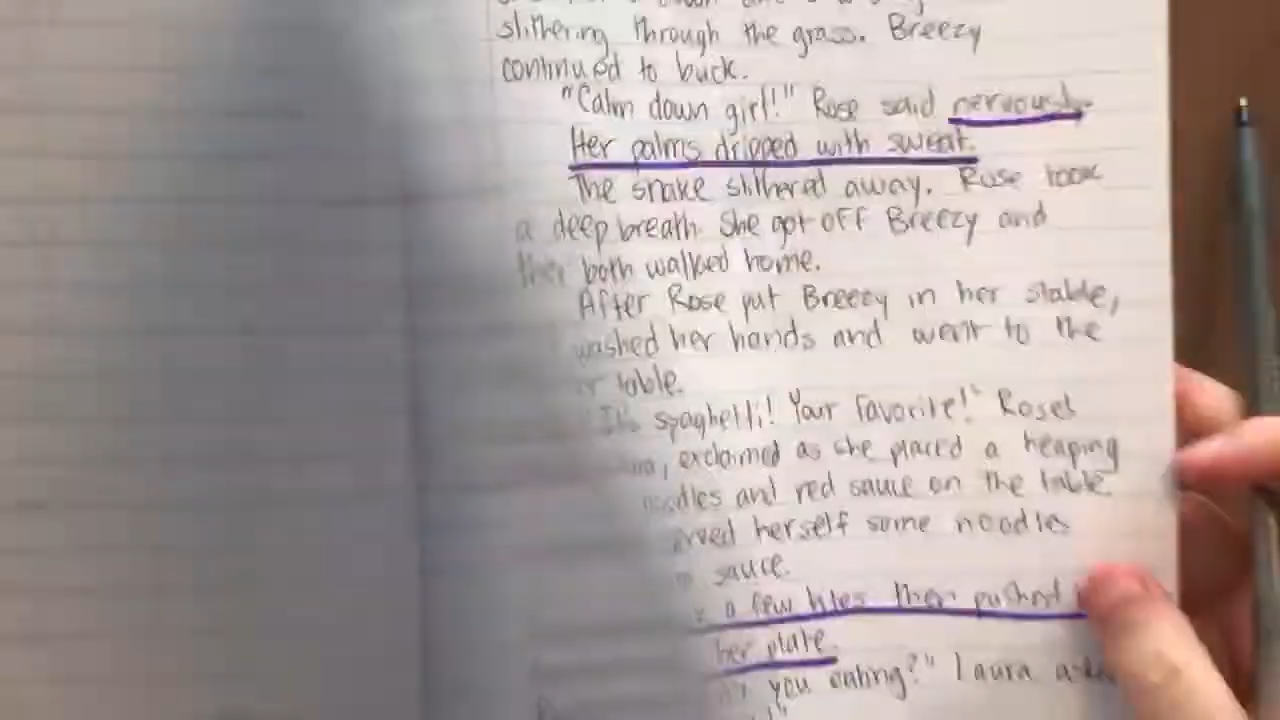 slithering through the grass. Breezy
continued to buck.
"Calm down girl!" Rose said nervously.
Her palms dripped with sweat.
The snake slithered away. Rose took
a deep breath. She got off Breezy and
they both walked home.
After Rose put Breezy in her stable,
washed her hands and went to the
table.
It's spaghetti! Your favorite!" Roses
exclaimed as she placed a heaping
noodles and red sauce on the table.
herself some noodles
sauce.
a few bites then pushed
her plate.
you eating?" Laura